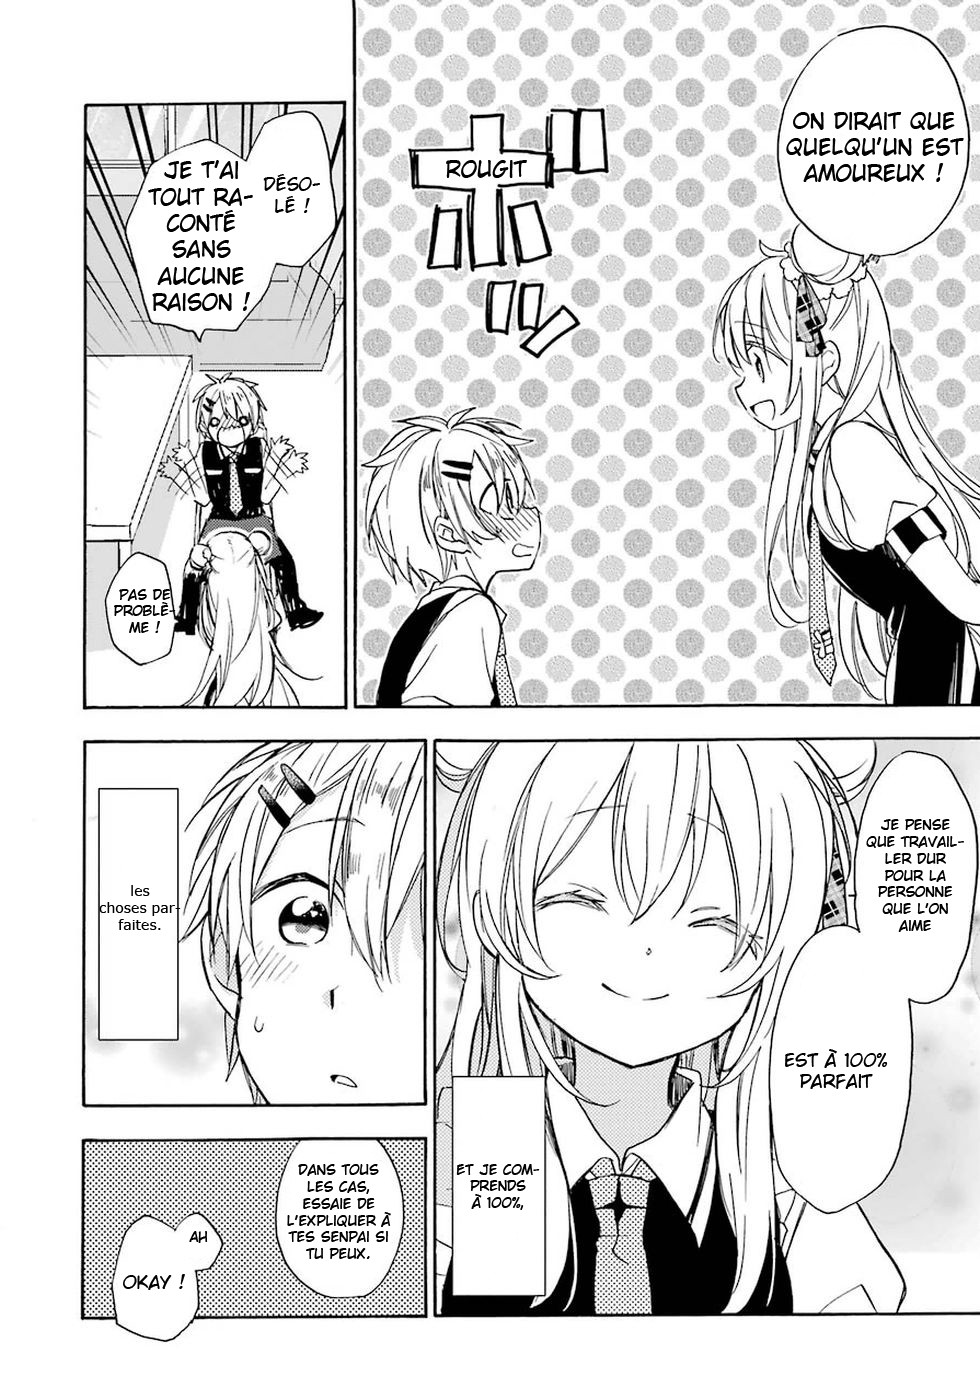 ON DIRAIT QUE
QUELQU'UN EST
AMOUREUX !
ROUGIT
DÉSO-
LÉ !
JE T'AI
TOUT RA-
CONTÉ
SANS
AUCUNE
RAISON !
PAS DE
PROBLÈ-
ME !
JE PENSE
QUE TRAVAIL-
LER DUR
POUR LA
PERSONNE
QUE L'ON
AIME
EST À 100%
PARFAIT
ET JE COM-
PRENDS
À 100%,
les
choses par-
faites.
DANS TOUS
LES CAS,
ESSAIE DE
L'EXPLIQUER À
TES SENPAI SI
TU PEUX.
AH
OKAY !